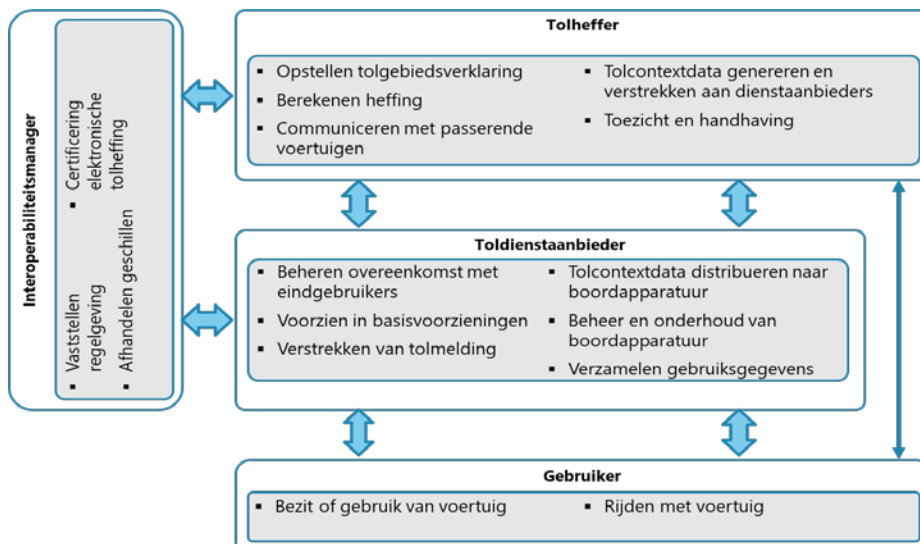 Interoperabiliteitsmanager
▪ Vaststellen
regelgeving
▪ Certificering
elektronische
tolheffing
▪ Afhandelen geschillen
Tolheffer
▪ Opstellen tolgebiedsverklaring
▪ Berekenen heffing
▪ Communiceren met passerende
voertuigen
▪ Tolcontextdata genereren en
verstrekken aan dienstaanbieders
▪ Toezicht en handhaving
Toldienstaanbieder
▪ Beheren overeenkomst met
eindgebruikers
▪ Voorzien in basisvoorzieningen
▪ Verstrekken van tolmelding
▪ Tolcontextdata distribueren naar
boordapparatuur
▪ Beheer en onderhoud van
boordapparatuur
▪ Verzamelen gebruiksgegevens
Gebruiker
▪ Bezit of gebruik van voertuig
▪ Rijden met voertuig